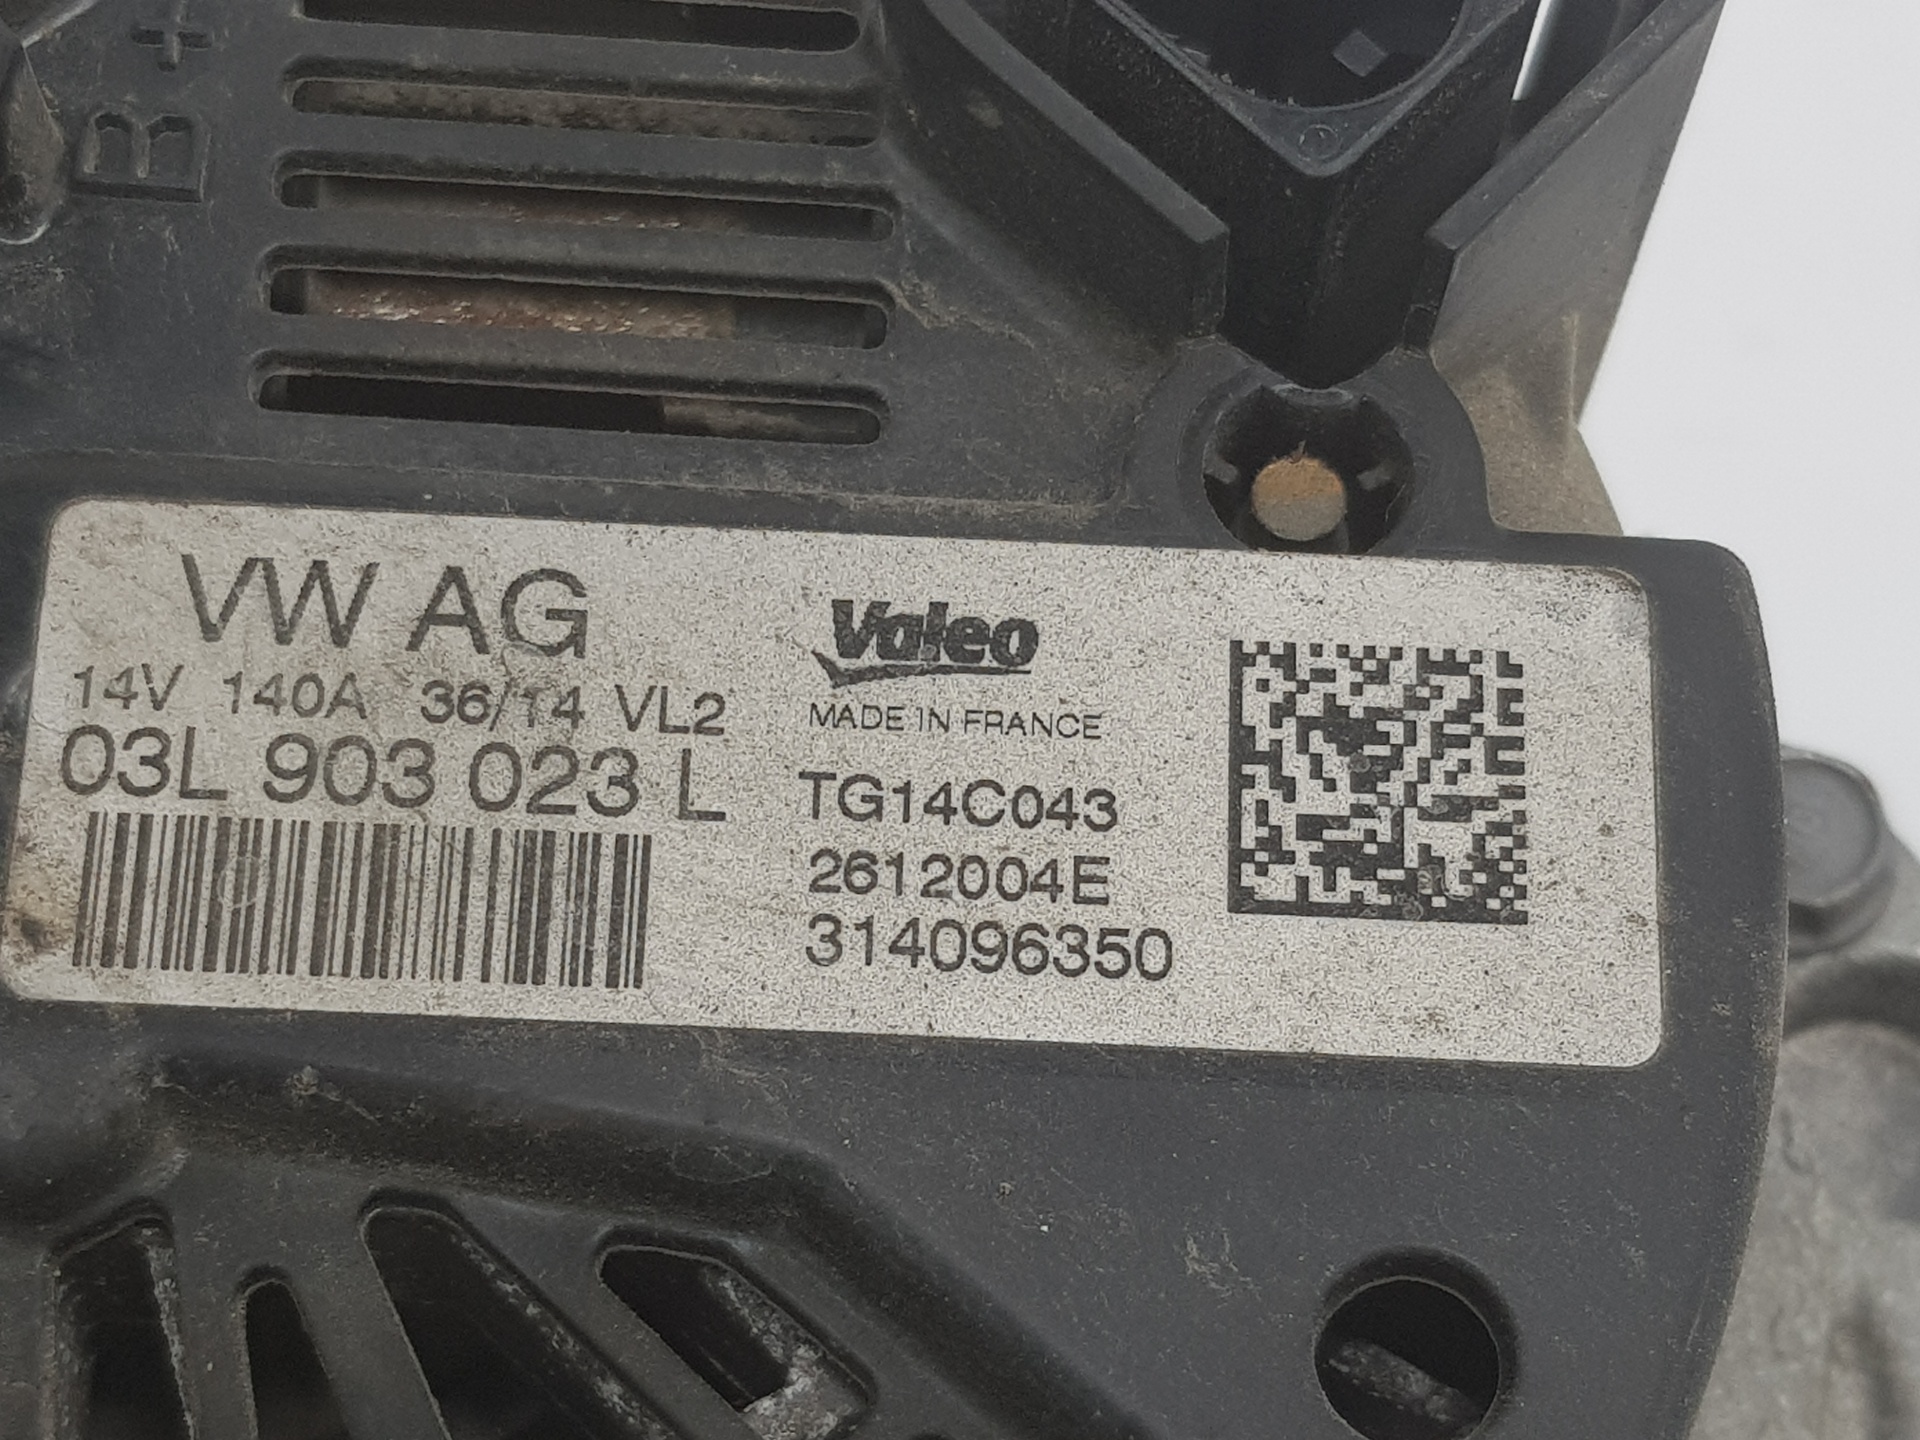 B +
VW AG
14V 140A 36/14 VL2
03L 903 023 L
Valeo
MADE IN FRANCE
TG14C043
2612004E
314096350